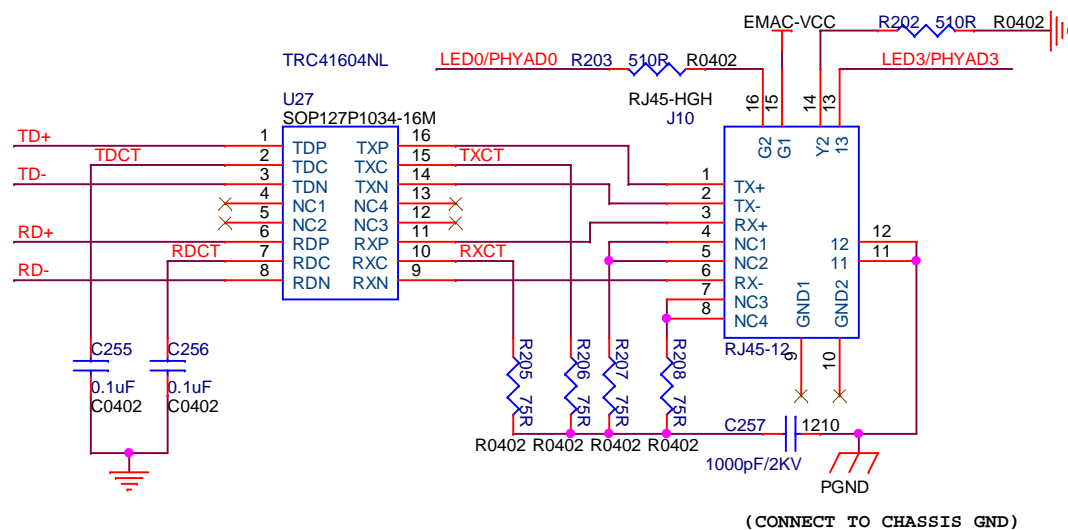 EMAC-VCC
R202 510R R0402
TRC41604NL
LED0/PHYAD0 R203 510R R0402
LED3/PHYAD3
U27
SOP127P1034-16M
RJ45-HGH
J10
16 15 14 13
G2 G1 Y2 13
TD+ 1 TDP TXP 16
TDCT 2 TDC TXC 15 TXCT
TD- 3 TDN TXN 14
4 NC1 NC4 13
5 NC2 NC3 12
RD+ 6 RDP RXP 11
RDCT 7 RDC RXC 10 RXCT
RD- 8 RDN RXN 9
1 TX+
2 TX-
3 RX+
4 NC1 12 12
5 NC2 11 11
6 RX-
7 NC3
8 NC4
GND1 GND2
RJ45-12
9 10
C255 C256
0.1uF 0.1uF
C0402 C0402
R205 R206 R207 R208
75R 75R 75R 75R
R0402 R0402 R0402 R0402
C257 1210
1000pF/2KV
PGND
(CONNECT TO CHASSIS GND)